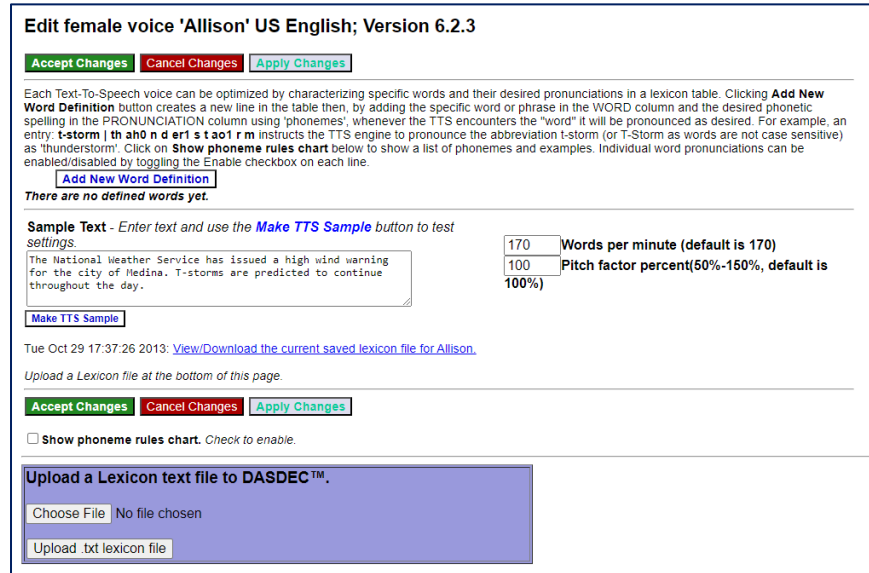 Edit female voice 'Allison' US English; Version 6.2.3
Accept Changes Cancel Changes Apply Changes
Each Text-To-Speech voice can be optimized by characterizing specific words and their desired pronunciations in a lexicon table. Clicking Add New
Word Definition button creates a new line in the table then, by adding the specific word or phrase in the WORD column and the desired phonetic
spelling in the PRONUNCIATION column using 'phonemes', whenever the TTS encounters the "word" it will be pronounced as desired. For example, an
entry: t-storm | th ah0 n d er1 s t ao1 r m instructs the TTS engine to pronounce the abbreviation t-storm (or T-Storm as words are not case sensitive)
as 'thunderstorm'. Click on Show phoneme rules chart below to show a list of phonemes and examples. Individual word pronunciations can be
enabled/disabled by toggling the Enable checkbox on each line.
Add New Word Definition
There are no defined words yet.
Sample Text - Enter text and use the Make TTS Sample button to test
settings.
The National Weather Service has issued a high wind warning
for the city of Medina. T-storms are predicted to continue
throughout the day.
170 Words per minute (default is 170)
100 Pitch factor percent(50%-150%, default is
100%)
Make TTS Sample
Tue Oct 29 17:37:26 2013: View/Download the current saved lexicon file for Allison.
Upload a Lexicon file at the bottom of this page.
Accept Changes Cancel Changes Apply Changes
Show phoneme rules chart. Check to enable.
Upload a Lexicon text file to DASDEC™.
Choose File No file chosen
Upload .txt lexicon file